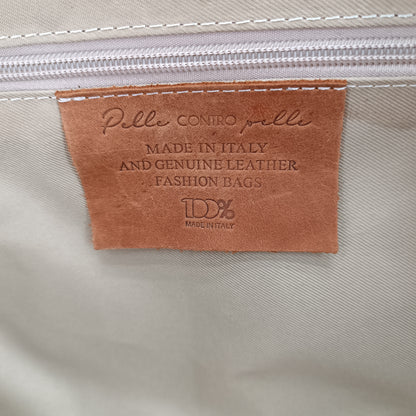 Pelle CONTRO pelle
MADE IN ITALY
AND GENUINE LEATHER
FASHION BAGS
100%
MADE IN ITALY